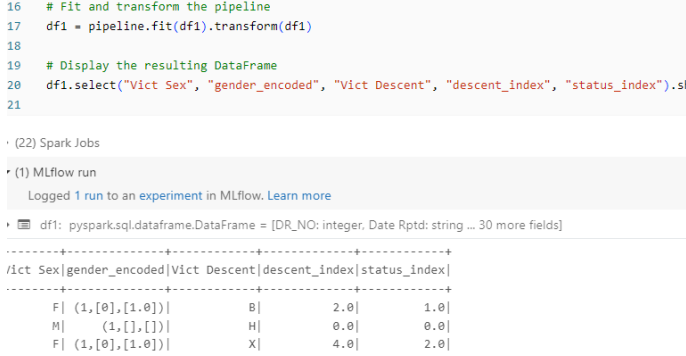 16 # Fit and transform the pipeline
17 df1 = pipeline.fit(df1).transform(df1)
18
19 # Display the resulting DataFrame
20 df1.select("Vict Sex", "gender_encoded", "Vict Descent", "descent_index", "status_index").sh
21
(22) Spark Jobs
(1) MLflow run
Logged 1 run to an experiment in MLflow. Learn more
df1: pyspark.sql.dataframe.DataFrame = [DR_NO: integer, Date Rptd: string ... 30 more fields]
--------+--------------+------------+-------------+------------+
Vict Sex|gender_encoded|Vict Descent|descent_index|status_index|
--------+--------------+------------+-------------+------------+
F| (1,[0],[1.0])| B| 2.0| 1.0|
M| (1,[],[])| H| 0.0| 0.0|
F| (1,[0],[1.0])| X| 4.0| 2.0|